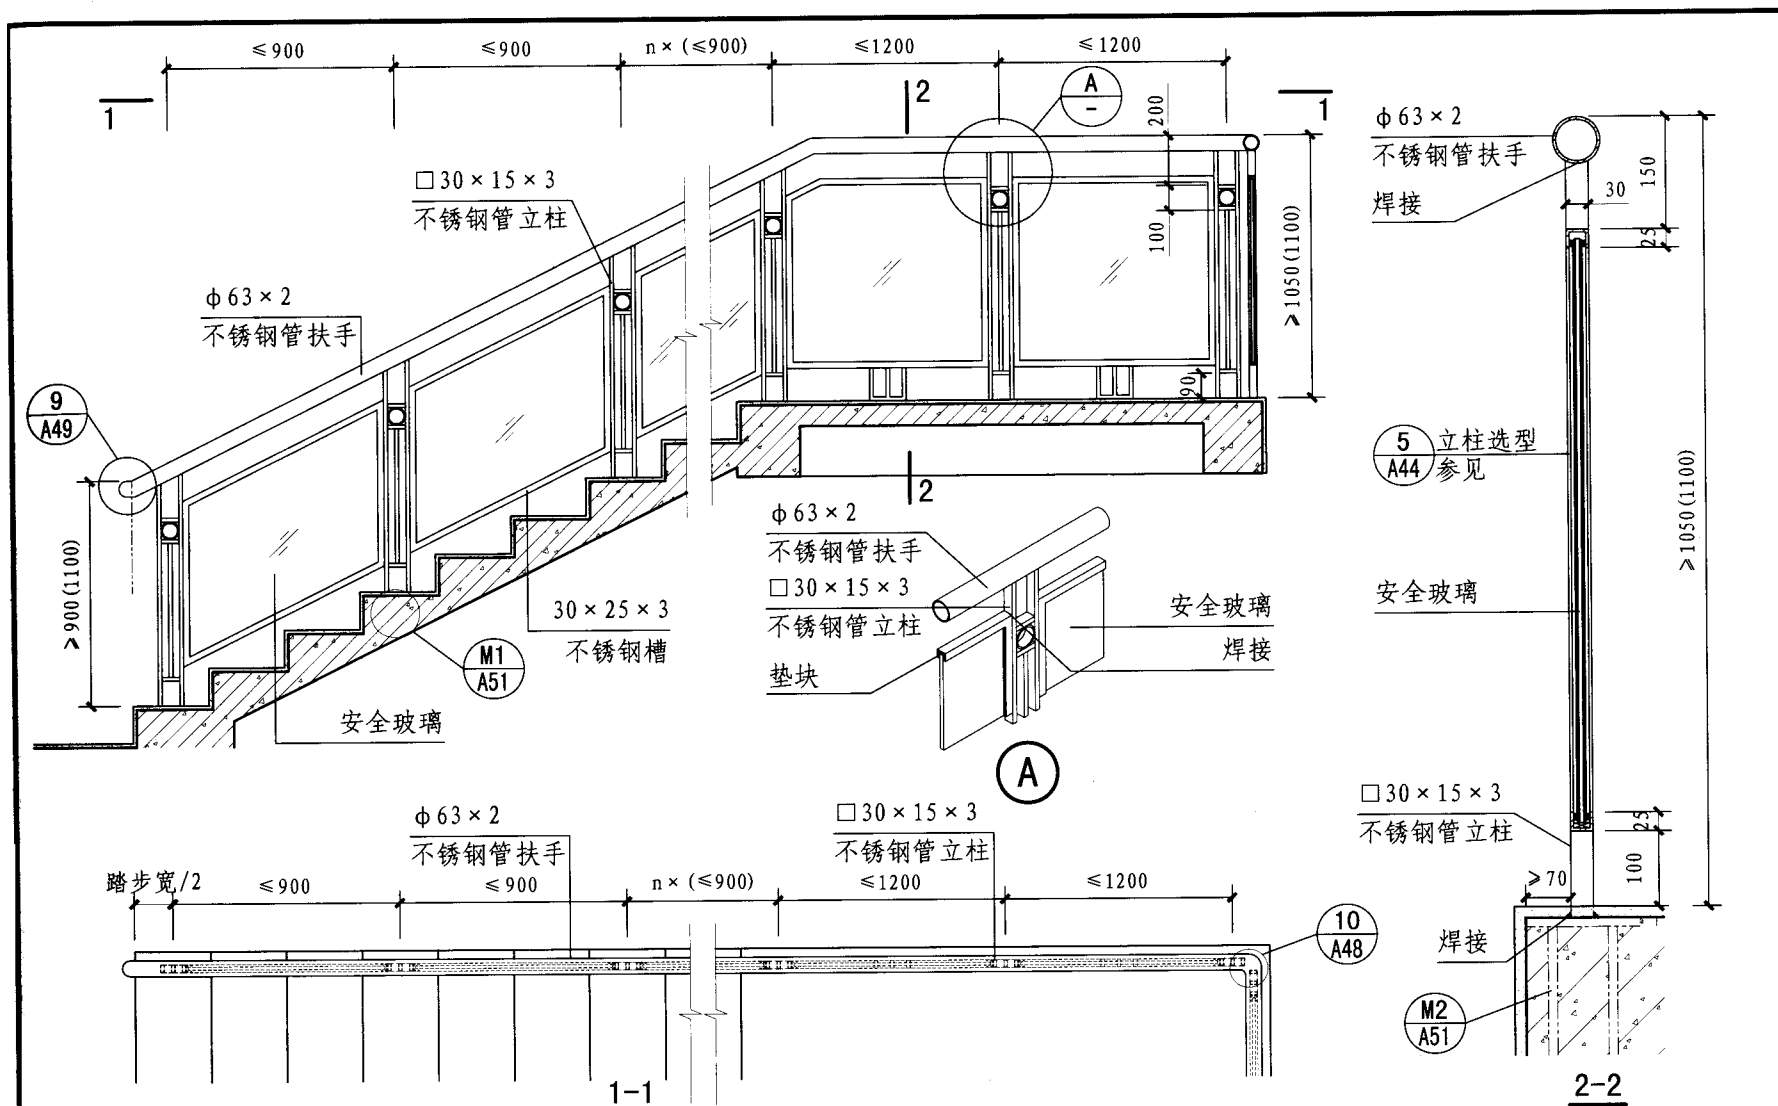 ≤900
≤900
n×(≤900)
≤1200
≤1200
1
2
A
-
200
1
□30×15×3
不锈钢管立柱
φ63×2
不锈钢管扶手
100
≥1050(1100)
90
9
A49
≥900(1100)
2
30×25×3
不锈钢槽
M1
A51
安全玻璃
φ63×2
不锈钢管扶手
□30×15×3
不锈钢管立柱
垫块
安全玻璃
焊接
A
φ63×2
不锈钢管扶手
焊接
150
30
25
5
A44
立柱选型
参见
≥1050(1100)
安全玻璃
□30×15×3
不锈钢管立柱
25
100
≥70
焊接
M2
A51
2-2
φ63×2
不锈钢管扶手
□30×15×3
不锈钢管立柱
踏步宽/2
≤900
≤900
n×(≤900)
≤1200
≤1200
10
A48
1-1